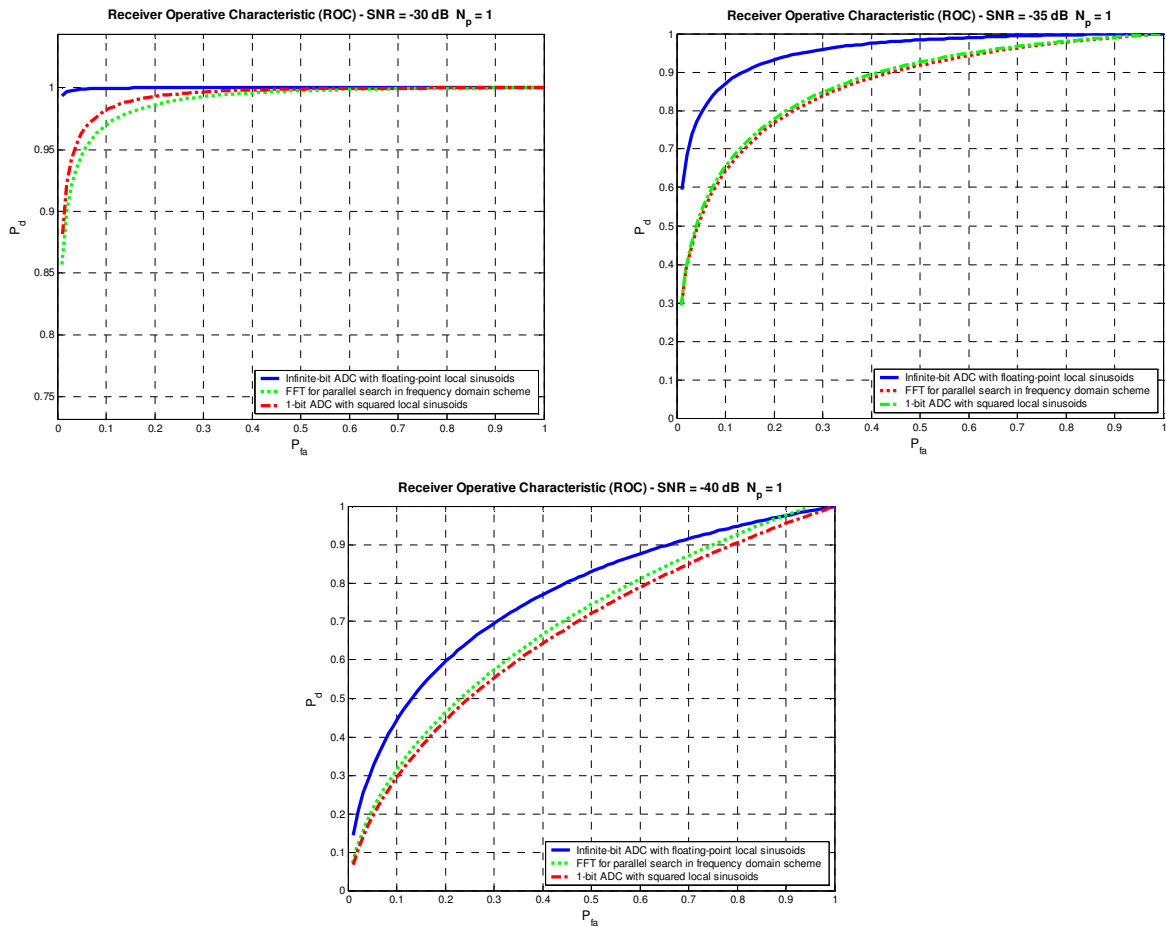 Receiver Operative Characteristic (ROC) - SNR = -30 dB N_p = 1
P_d
1
0.95
0.9
0.85
0.8
0.75
0 0.1 0.2 0.3 0.4 0.5 0.6 0.7 0.8 0.9 1
P_fa
Infinite-bit ADC with floating-point local sinusoids
FFT for parallel search in frequency domain scheme
1-bit ADC with squared local sinusoids
Receiver Operative Characteristic (ROC) - SNR = -35 dB N_p = 1
P_d
1
0.9
0.8
0.7
0.6
0.5
0.4
0.3
0.2
0.1
0
0 0.1 0.2 0.3 0.4 0.5 0.6 0.7 0.8 0.9 1
P_fa
Infinite-bit ADC with floating-point local sinusoids
FFT for parallel search in frequency domain scheme
1-bit ADC with squared local sinusoids
Receiver Operative Characteristic (ROC) - SNR = -40 dB N_p = 1
P_d
1
0.9
0.8
0.7
0.6
0.5
0.4
0.3
0.2
0.1
0
0 0.1 0.2 0.3 0.4 0.5 0.6 0.7 0.8 0.9 1
P_fa
Infinite-bit ADC with floating-point local sinusoids
FFT for parallel search in frequency domain scheme
1-bit ADC with squared local sinusoids